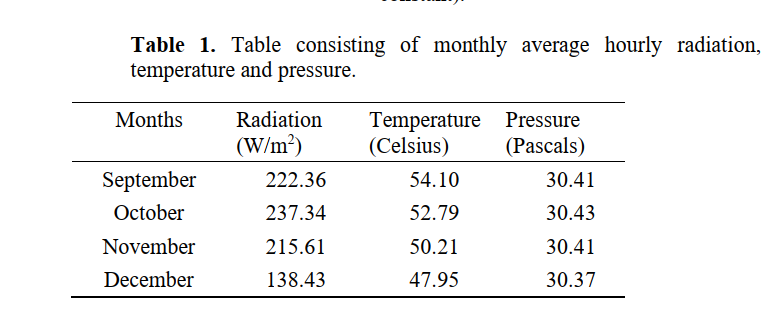 Table 1. Table consisting of monthly average hourly radiation,
temperature and pressure.
Months Radiation Temperature Pressure
(W/m²) (Celsius) (Pascals)
September 222.36 54.10 30.41
October 237.34 52.79 30.43
November 215.61 50.21 30.41
December 138.43 47.95 30.37